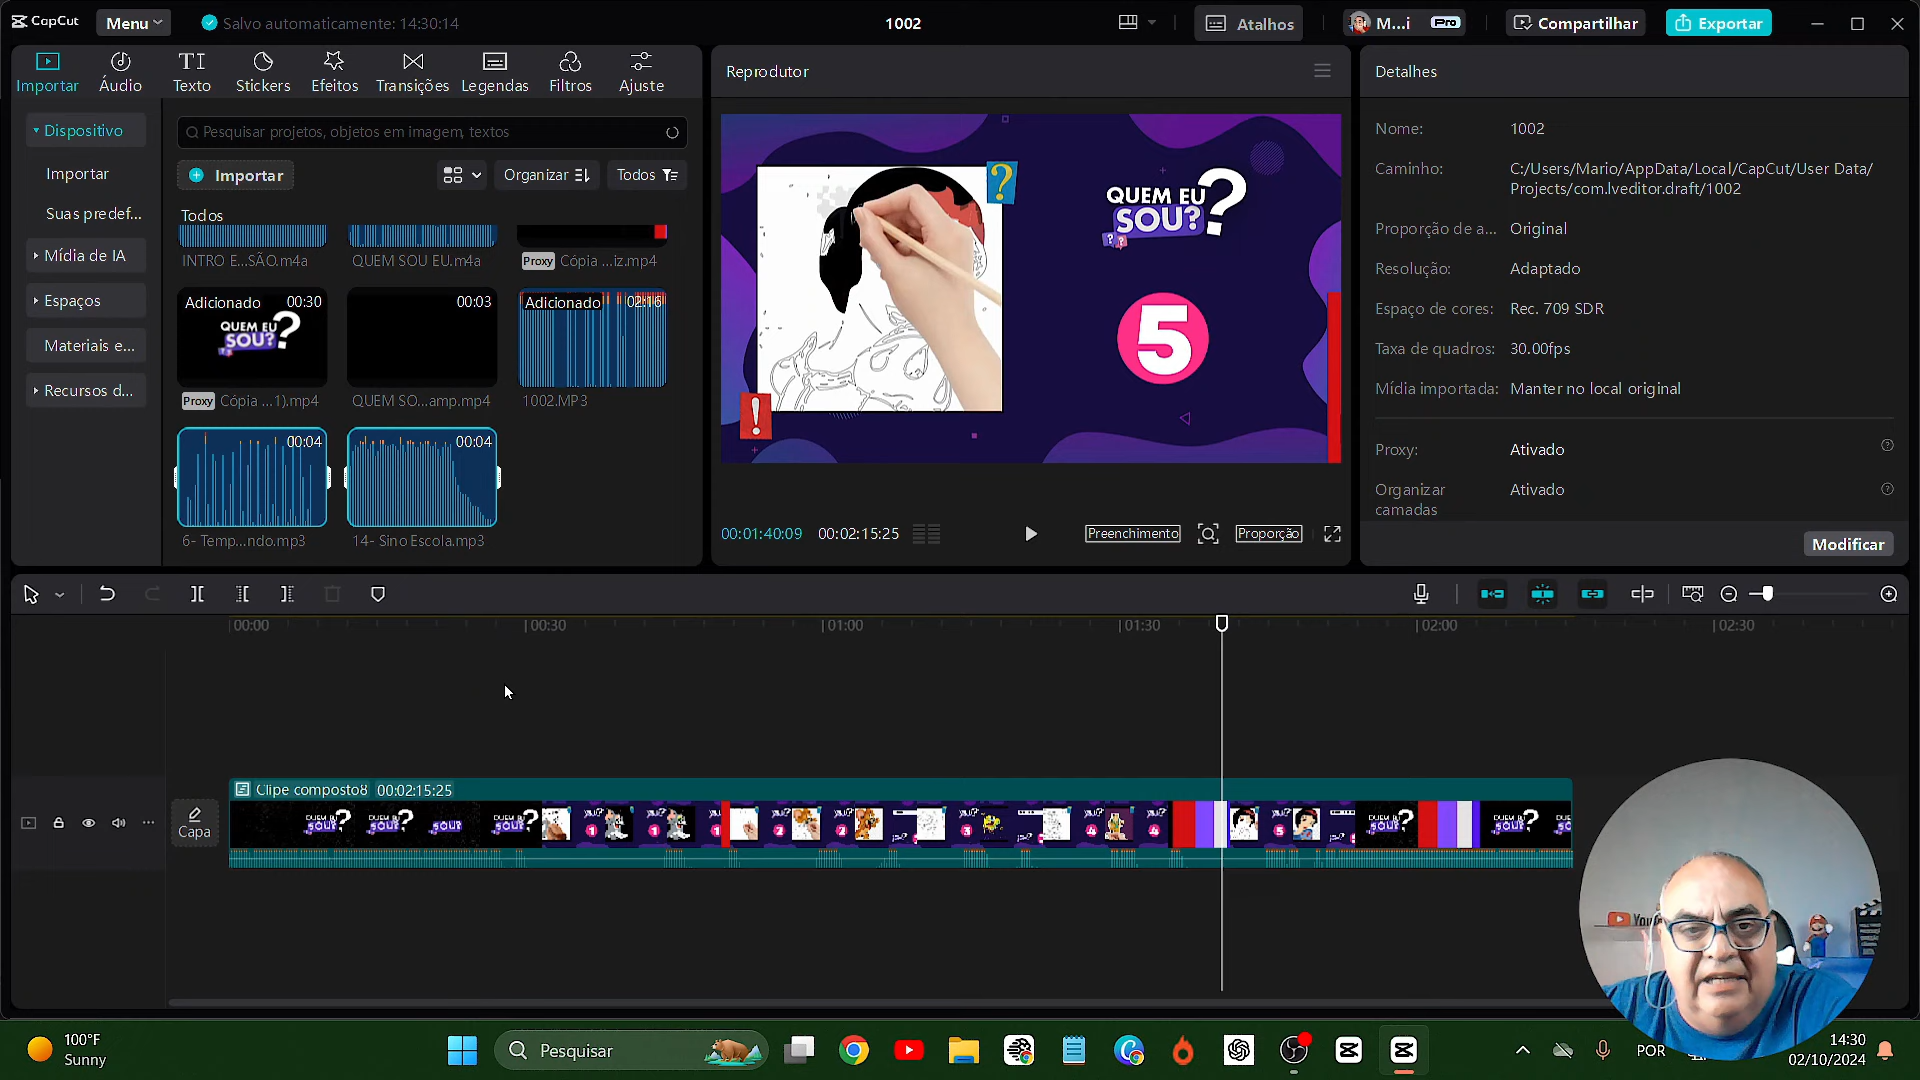 CapCut
Menu
Salvo automaticamente: 14:30:14
1002
Atalhos
M...i
Pro
Compartilhar
Exportar
Importar
Áudio
Texto
Stickers
Efeitos
Transições
Legendas
Filtros
Ajuste
Dispositivo
Importar
Suas predef...
Mídia de IA
Espaços
Materiais e...
Recursos d...
Pesquisar projetos, objetos em imagem, textos
Importar
Organizar
Todos
Todos
INTRO E...SÃO.m4a
QUEM SOU EU.m4a
Proxy Cópia ...iz.mp4
Adicionado 00:30
QUEM EU
SOU?
Proxy Cópia ...1).mp4
00:03
QUEM SO...amp.mp4
Adicionado 02:16
1002.MP3
00:04
6- Temp...ndo.mp3
00:04
14- Sino Escola.mp3
Reprodutor
?
!
QUEM EU
SOU?
5
00:01:40:09 00:02:15:25
Preenchimento
Proporção
Detalhes
Nome: 1002
Caminho: C:/Users/Mario/AppData/Local/CapCut/User Data/
Projects/com.lveditor.draft/1002
Proporção de a... Original
Resolução: Adaptado
Espaço de cores: Rec. 709 SDR
Taxa de quadros: 30.00fps
Mídia importada: Manter no local original
Proxy: Ativado
Organizar Ativado
camadas
Modificar
00:00 00:30 01:00 01:30 02:00 02:30
Capa
Clipe composto8 00:02:15:25
100°F
Sunny
Pesquisar
POR
14:30
02/10/2024